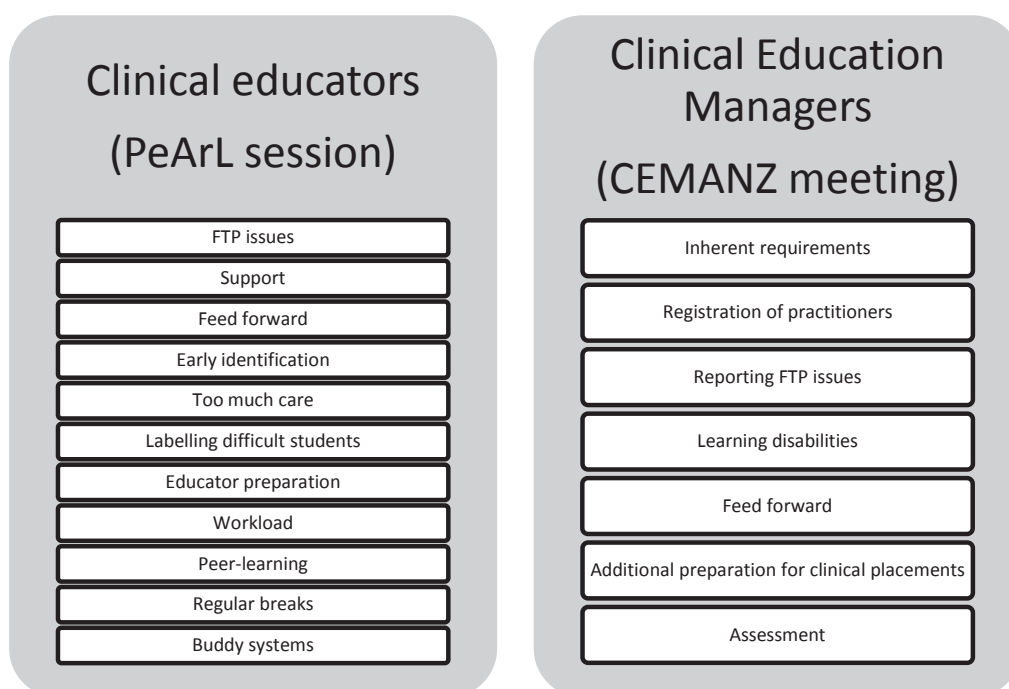 Clinical educators
(PeArL session)
FTP issues
Support
Feed forward
Early identification
Too much care
Labelling difficult students
Educator preparation
Workload
Peer-learning
Regular breaks
Buddy systems
Clinical Education
Managers
(CEMANZ meeting)
Inherent requirements
Registration of practitioners
Reporting FTP issues
Learning disabilities
Feed forward
Additional preparation for clinical placements
Assessment